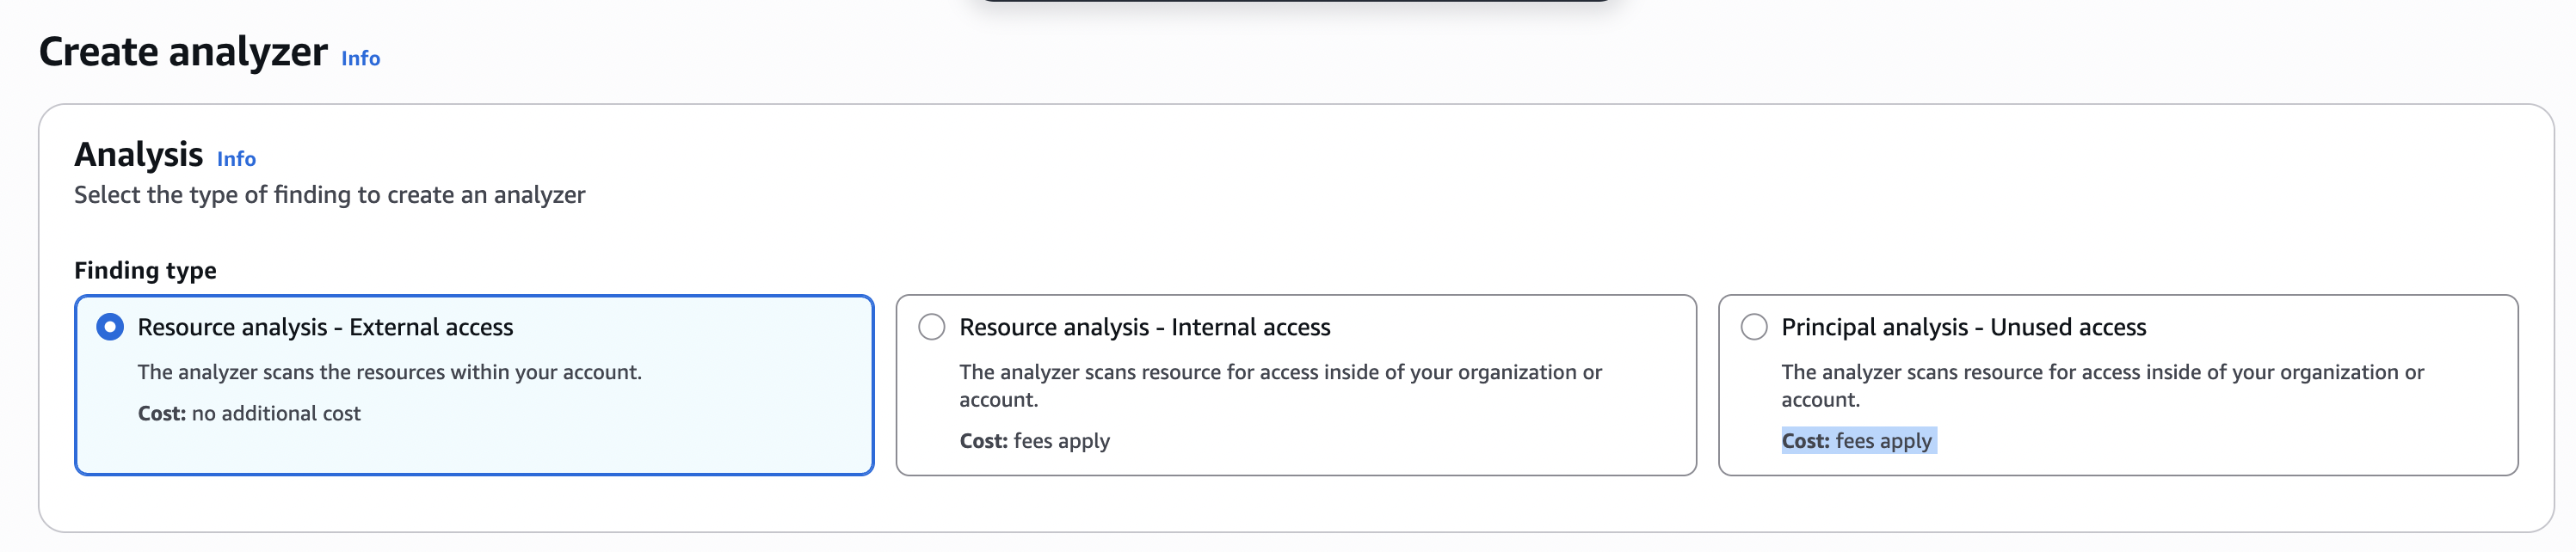 Create analyzer Info
Analysis Info
Select the type of finding to create an analyzer
Finding type
Resource analysis - External access
The analyzer scans the resources within your account.
Cost: no additional cost
Resource analysis - Internal access
The analyzer scans resource for access inside of your organization or
account.
Cost: fees apply
Principal analysis - Unused access
The analyzer scans resource for access inside of your organization or
account.
Cost: fees apply